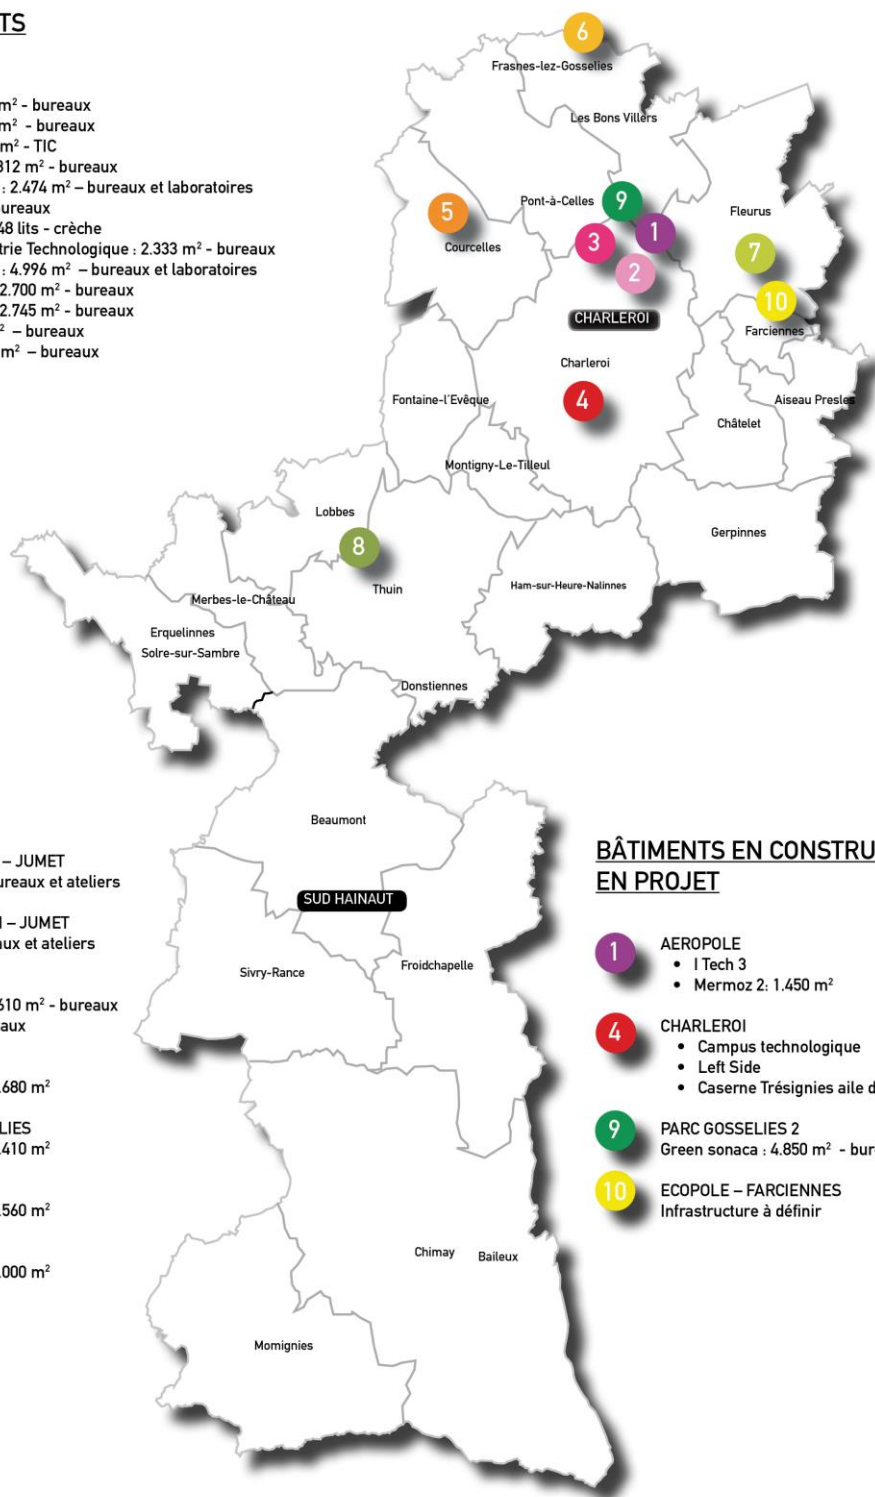 TS
m² - bureaux
m² - bureaux
m² - TIC
312 m² - bureaux
: 2.474 m² – bureaux et laboratoires
bureaux
48 lits - crèche
trie Technologique : 2.333 m² - bureaux
: 4.996 m² – bureaux et laboratoires
2.700 m² - bureaux
2.745 m² - bureaux
² – bureaux
m² – bureaux
6
Frasnes-lez-Gosselies
Les Bons Villers
Pont-à-Celles
9
Fleurus
5
Courcelles
3
1
2
7
10
CHARLEROI
Farciennes
Charleroi
4
Fontaine-l'Evêque
Aiseau Presles
Châtelet
Montigny-Le-Tilleul
Lobbes
8
Gerpinnes
Thuin
Ham-sur-Heure-Nalinnes
Merbes-le-Château
Erquelinnes
Solre-sur-Sambre
Donstiennes
Beaumont
SUD HAINAUT
Sivry-Rance
Froidchapelle
Chimay
Baileux
Momignies
– JUMET
ureaux et ateliers
I – JUMET
aux et ateliers
610 m² - bureaux
aux
.680 m²
LIES
.410 m²
.560 m²
.000 m²
BÂTIMENTS EN CONSTRU
EN PROJET
1 AEROPOLE
• I Tech 3
• Mermoz 2: 1.450 m²
4 CHARLEROI
• Campus technologique
• Left Side
• Caserne Trésignies aile d
9 PARC GOSSELIES 2
Green sonaca : 4.850 m² - bur
10 ECOPOLE – FARCIENNES
Infrastructure à définir